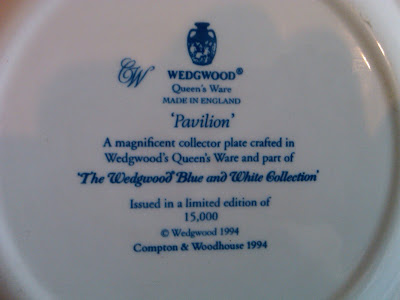 CW
WEDGWOOD®
Queen's Ware
MADE IN ENGLAND
'Pavilion'
A magnificent collector plate crafted in
Wedgwood's Queen's Ware and part of
'The Wedgwood Blue and White Collection'
Issued in a limited edition of
15,000
© Wedgwood 1994
Compton & Woodhouse 1994